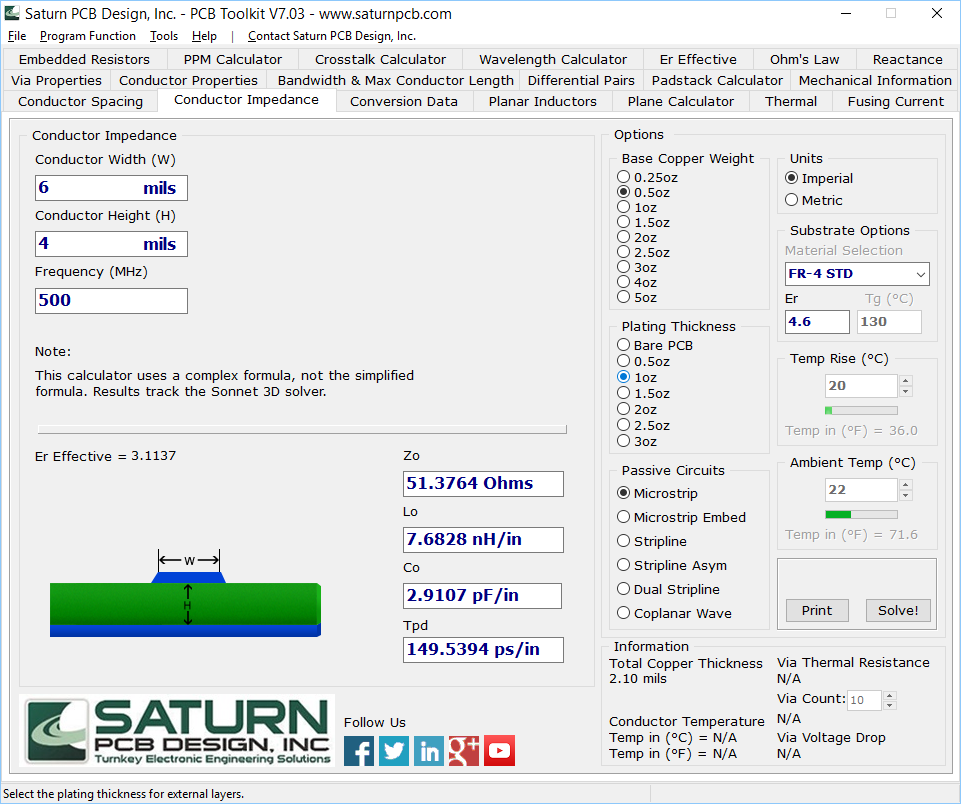 Saturn PCB Design, Inc. - PCB Toolkit V7.03 - www.saturnpcb.com
File Program Function Tools Help | Contact Saturn PCB Design, Inc.
Embedded Resistors PPM Calculator Crosstalk Calculator Wavelength Calculator Er Effective Ohm's Law Reactance
Via Properties Conductor Properties Bandwidth & Max Conductor Length Differential Pairs Padstack Calculator Mechanical Information
Conductor Spacing Conductor Impedance Conversion Data Planar Inductors Plane Calculator Thermal Fusing Current
Conductor Impedance
Conductor Width (W)
6 mils
Conductor Height (H)
4 mils
Frequency (MHz)
500
Note:
This calculator uses a complex formula, not the simplified
formula. Results track the Sonnet 3D solver.
Er Effective = 3.1137
Zo
51.3764 Ohms
Lo
7.6828 nH/in
Co
2.9107 pF/in
Tpd
149.5394 ps/in
W
H
Options
Base Copper Weight
0.25oz
0.5oz
1oz
1.5oz
2oz
2.5oz
3oz
4oz
5oz
Plating Thickness
Bare PCB
0.5oz
1oz
1.5oz
2oz
2.5oz
3oz
Passive Circuits
Microstrip
Microstrip Embed
Stripline
Stripline Asym
Dual Stripline
Coplanar Wave
Units
Imperial
Metric
Substrate Options
Material Selection
FR-4 STD
Er Tg (°C)
4.6 130
Temp Rise (°C)
20
Temp in (°F) = 36.0
Ambient Temp (°C)
22
Temp in (°F) = 71.6
Print Solve!
Information
Total Copper Thickness
2.10 mils
Conductor Temperature
Temp in (°C) = N/A
Temp in (°F) = N/A
Via Thermal Resistance
N/A
Via Count: 10
N/A
Via Voltage Drop
N/A
SATURN
PCB DESIGN, INC
Turnkey Electronic Engineering Solutions
Follow Us
f in g+
Select the plating thickness for external layers.